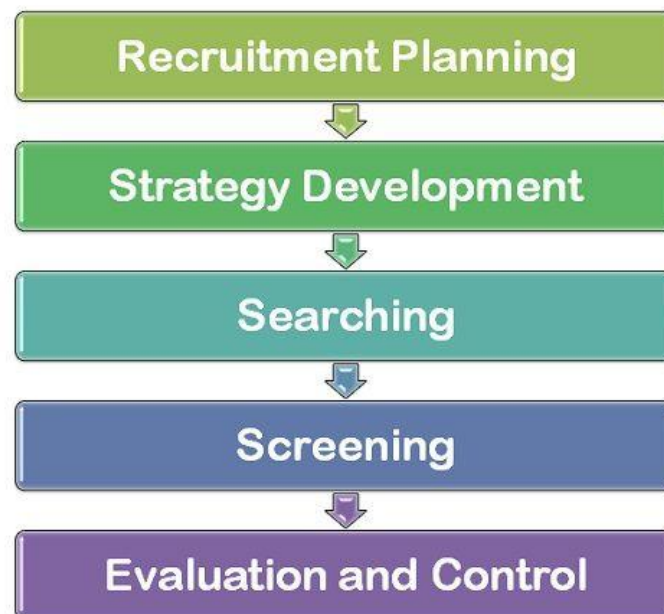 Recruitment Planning
Strategy Development
Searching
Screening
Evaluation and Control